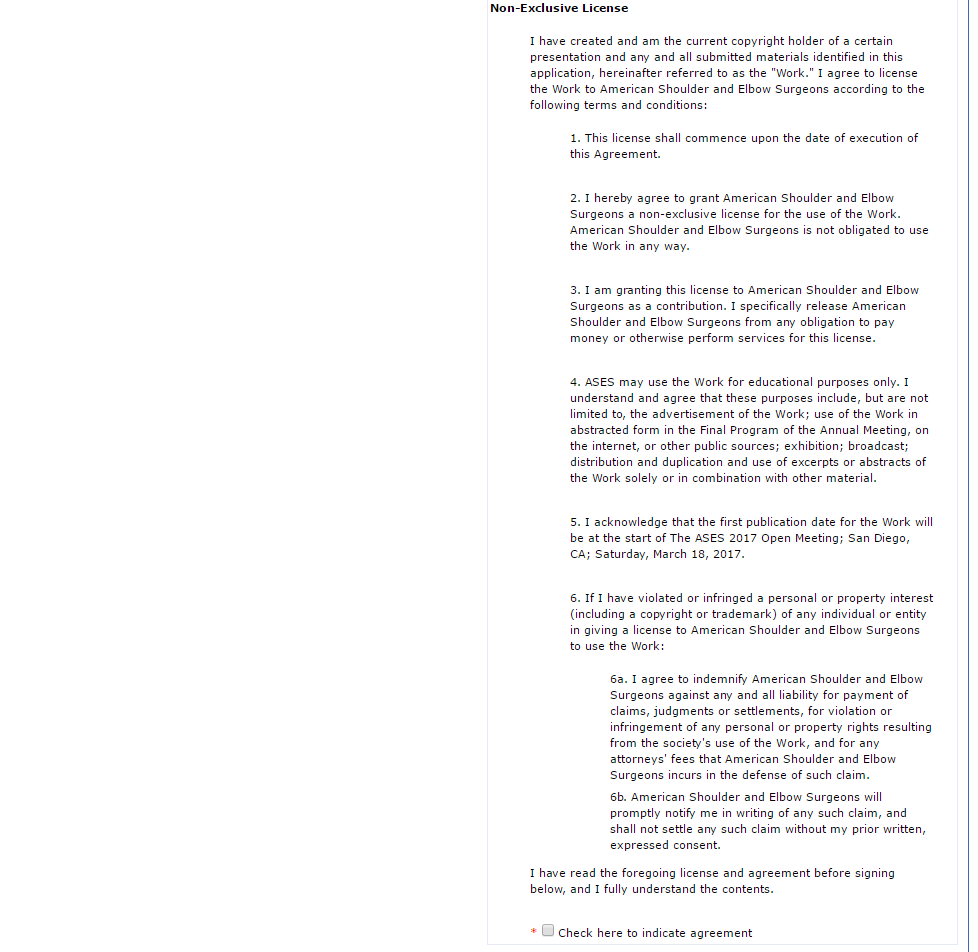 Non-Exclusive License
I have created and am the current copyright holder of a certain
presentation and any and all submitted materials identified in this
application, hereinafter referred to as the "Work." I agree to license
the Work to American Shoulder and Elbow Surgeons according to the
following terms and conditions:
1. This license shall commence upon the date of execution of
this Agreement.
2. I hereby agree to grant American Shoulder and Elbow
Surgeons a non-exclusive license for the use of the Work.
American Shoulder and Elbow Surgeons is not obligated to use
the Work in any way.
3. I am granting this license to American Shoulder and Elbow
Surgeons as a contribution. I specifically release American
Shoulder and Elbow Surgeons from any obligation to pay
money or otherwise perform services for this license.
4. ASES may use the Work for educational purposes only. I
understand and agree that these purposes include, but are not
limited to, the advertisement of the Work; use of the Work in
abstracted form in the Final Program of the Annual Meeting, on
the internet, or other public sources; exhibition; broadcast;
distribution and duplication and use of excerpts or abstracts of
the Work solely or in combination with other material.
5. I acknowledge that the first publication date for the Work will
be at the start of The ASES 2017 Open Meeting; San Diego,
CA; Saturday, March 18, 2017.
6. If I have violated or infringed a personal or property interest
(including a copyright or trademark) of any individual or entity
in giving a license to American Shoulder and Elbow Surgeons
to use the Work:
6a. I agree to indemnify American Shoulder and Elbow
Surgeons against any and all liability for payment of
claims, judgments or settlements, for violation or
infringement of any personal or property rights resulting
from the society's use of the Work, and for any
attorneys' fees that American Shoulder and Elbow
Surgeons incurs in the defense of such claim.
6b. American Shoulder and Elbow Surgeons will
promptly notify me in writing of any such claim, and
shall not settle any such claim without my prior written,
expressed consent.
I have read the foregoing license and agreement before signing
below, and I fully understand the contents.
* Check here to indicate agreement